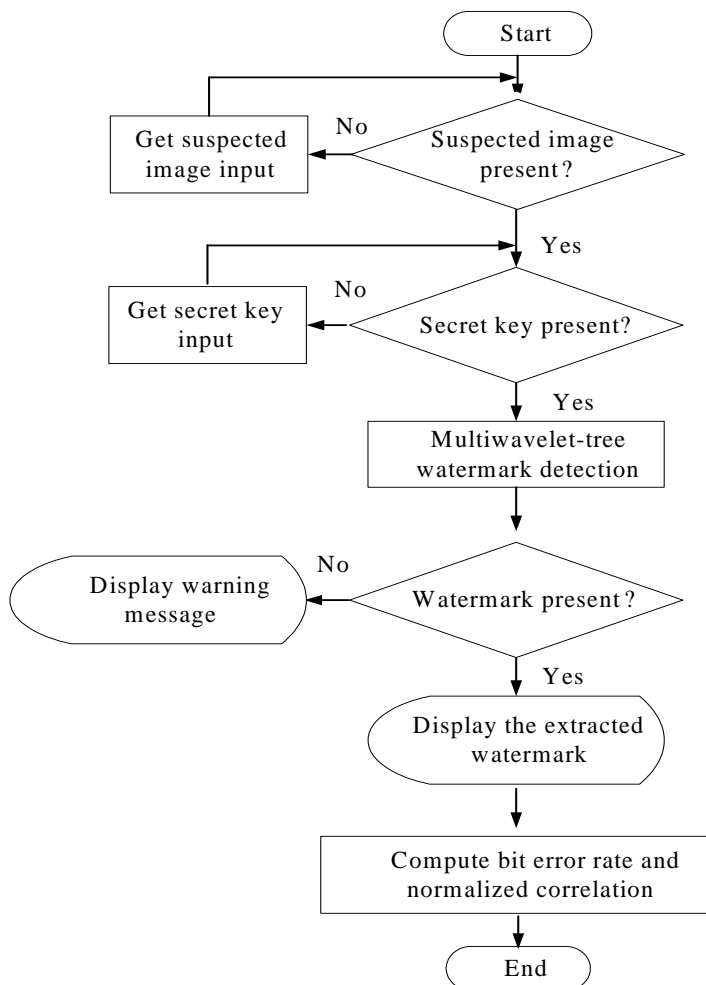 Start
No
Get suspected
image input
Suspected image
present?
Yes
No
Get secret key
input
Secret key present?
Yes
Multiwavelet-tree
watermark detection
No
Display warning
message
Watermark present?
Yes
Display the extracted
watermark
Compute bit error rate and
normalized correlation
End